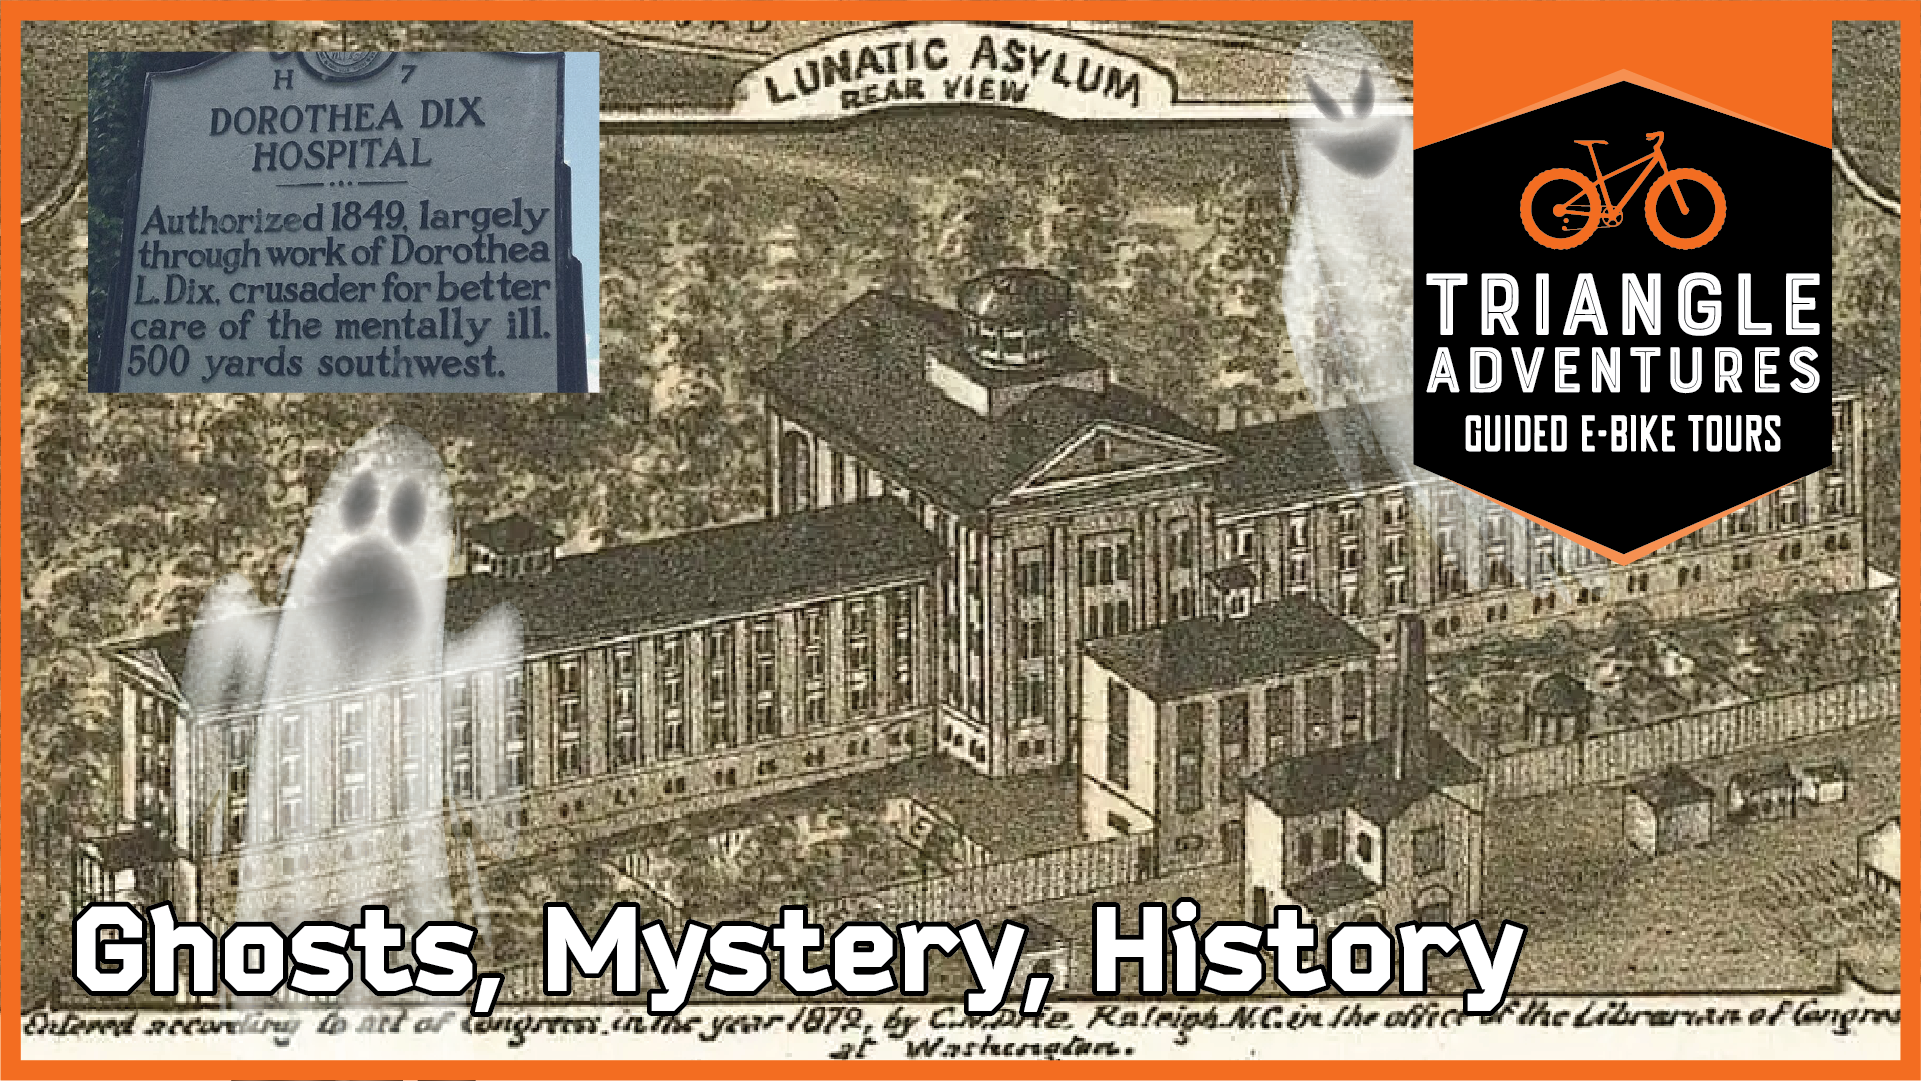 LUNATIC ASYLUM
REAR VIEW
H 7
DOROTHEA DIX
HOSPITAL
Authorized 1849, largely
through work of Dorothea
L. Dix, crusader for better
care of the mentally ill.
500 yards southwest.
TRIANGLE
ADVENTURES
GUIDED E-BIKE TOURS
Ghosts, Mystery, History
Entered according to act of Congress, in the year 1872, by C.N. Raleigh. N.C. in the office of the Librarian of Congres
at Washington.